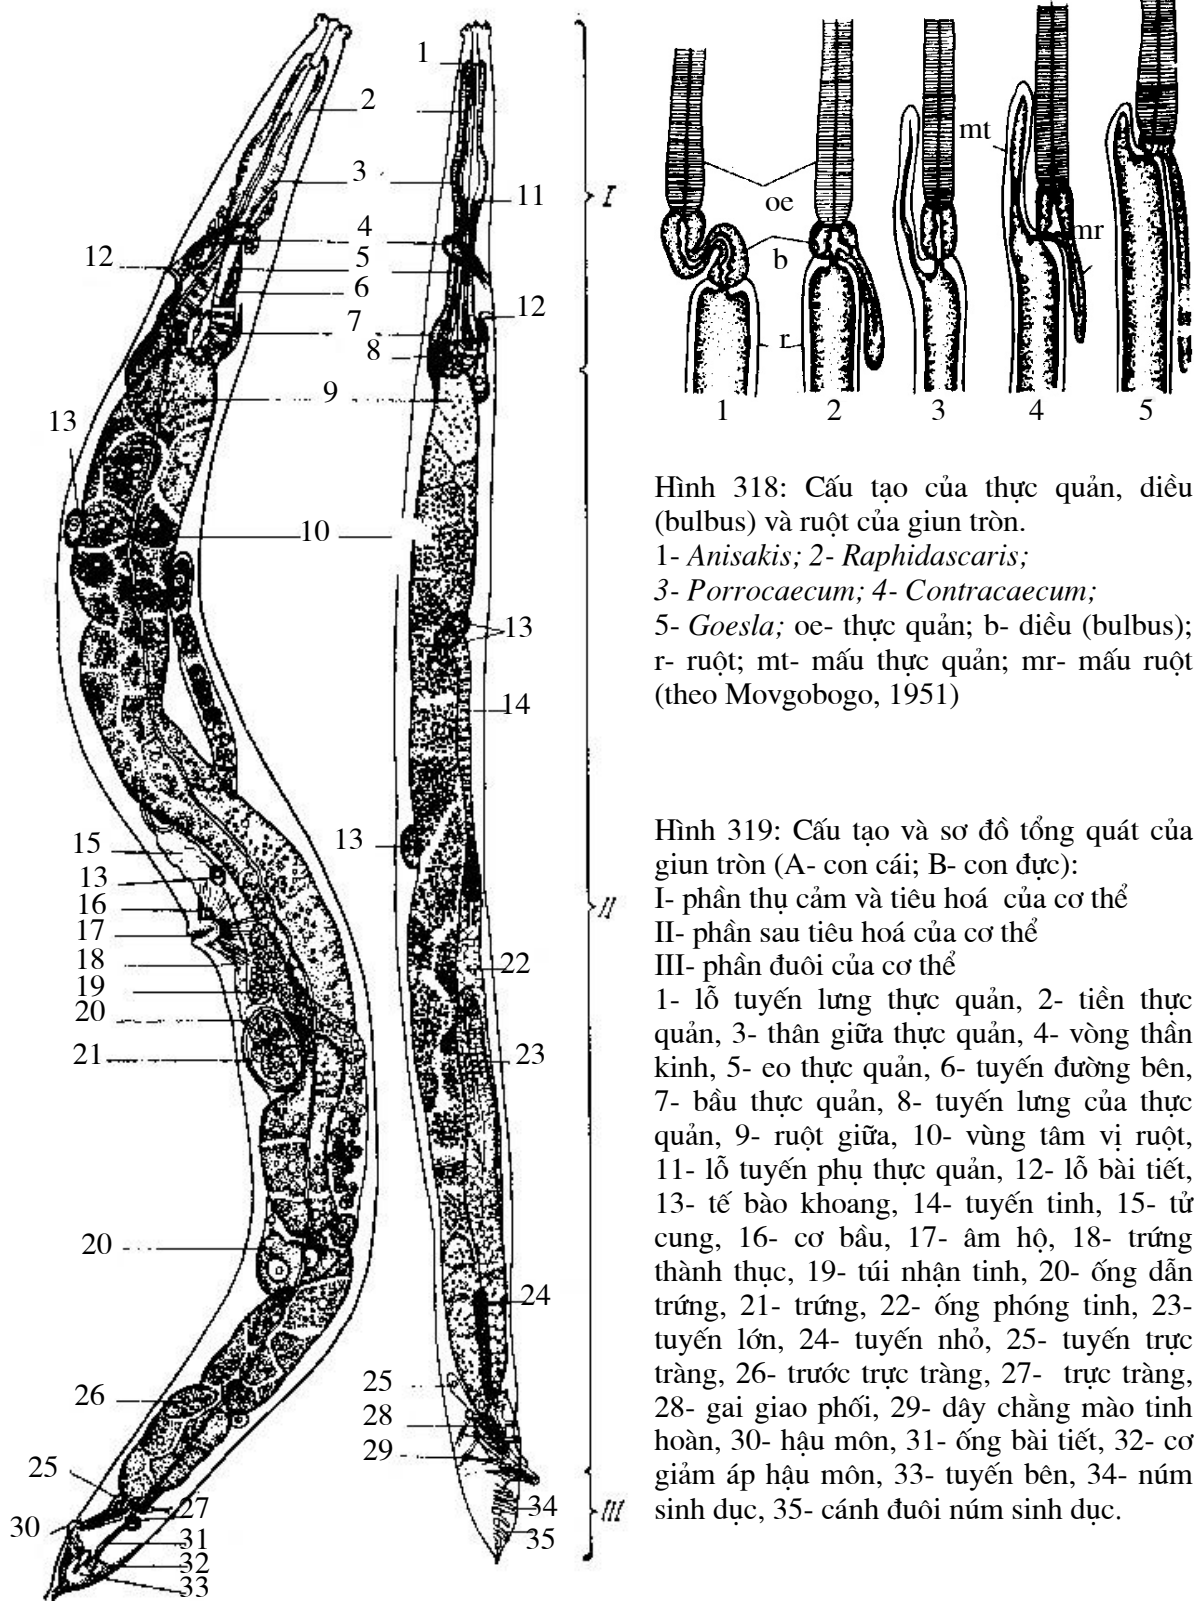 1
2
3
4
5
6
7
8
9
10
11
12
12
13
13
13
14
15
13
16
17
18
19
20
21
20
22
23
24
25
26
25
27
28
29
30
31
32
33
34
35
I
II
III
oe
b
r
mt
mr
1 2 3 4 5
Hình 318: Cấu tạo của thực quản, diều
(bulbus) và ruột của giun tròn.
1- Anisakis; 2- Raphidascaris;
3- Porrocaecum; 4- Contracaecum;
5- Goesla; oe- thực quản; b- diều (bulbus);
r- ruột; mt- mấu thực quản; mr- mấu ruột
(theo Movgobogo, 1951)
Hình 319: Cấu tạo và sơ đồ tổng quát của
giun tròn (A- con cái; B- con đực):
I- phần thụ cảm và tiêu hoá của cơ thể
II- phần sau tiêu hoá của cơ thể
III- phần đuôi của cơ thể
1- lỗ tuyến lưng thực quản, 2- tiền thực
quản, 3- thân giữa thực quản, 4- vòng thần
kinh, 5- eo thực quản, 6- tuyến đường bên,
7- bầu thực quản, 8- tuyến lưng của thực
quản, 9- ruột giữa, 10- vùng tâm vị ruột,
11- lỗ tuyến phụ thực quản, 12- lỗ bài tiết,
13- tế bào khoang, 14- tuyến tinh, 15- tử
cung, 16- cơ bầu, 17- âm hộ, 18- trứng
thành thục, 19- túi nhận tinh, 20- ống dẫn
trứng, 21- trứng, 22- ống phóng tinh, 23-
tuyến lớn, 24- tuyến nhỏ, 25- tuyến trực
tràng, 26- trước trực tràng, 27- trực tràng,
28- gai giao phối, 29- dây chằng mào tinh
hoàn, 30- hậu môn, 31- ống bài tiết, 32- cơ
giảm áp hậu môn, 33- tuyến bên, 34- núm
sinh dục, 35- cánh đuôi núm sinh dục.